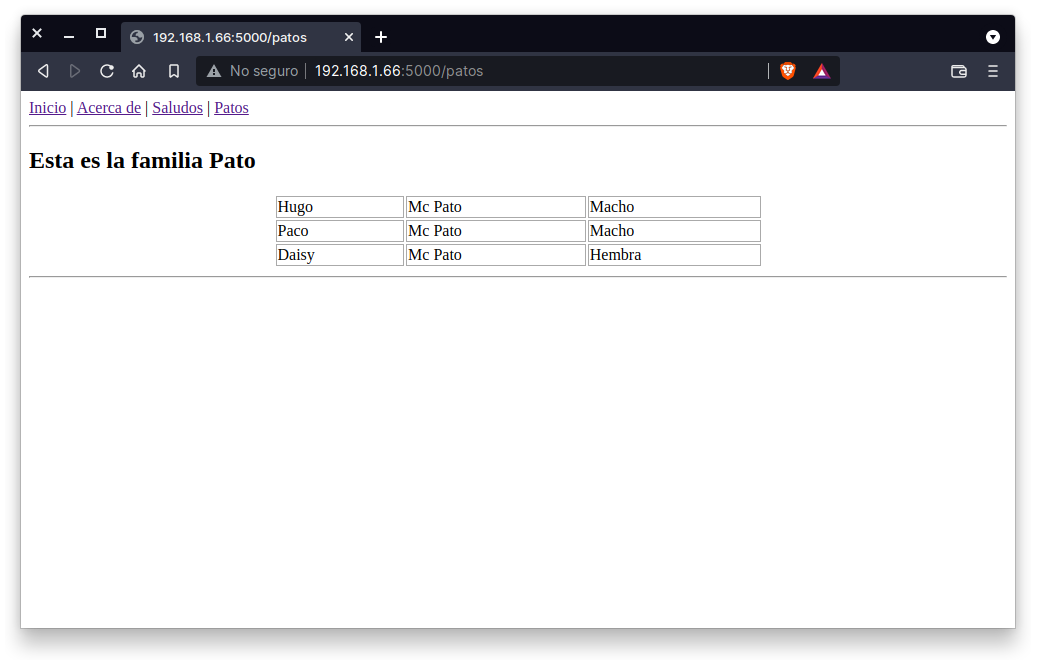 192.168.1.66:5000/patos
No seguro | 192.168.1.66:5000/patos
Inicio | Acerca de | Saludos | Patos
Esta es la familia Pato
Hugo Mc Pato Macho
Paco Mc Pato Macho
Daisy Mc Pato Hembra